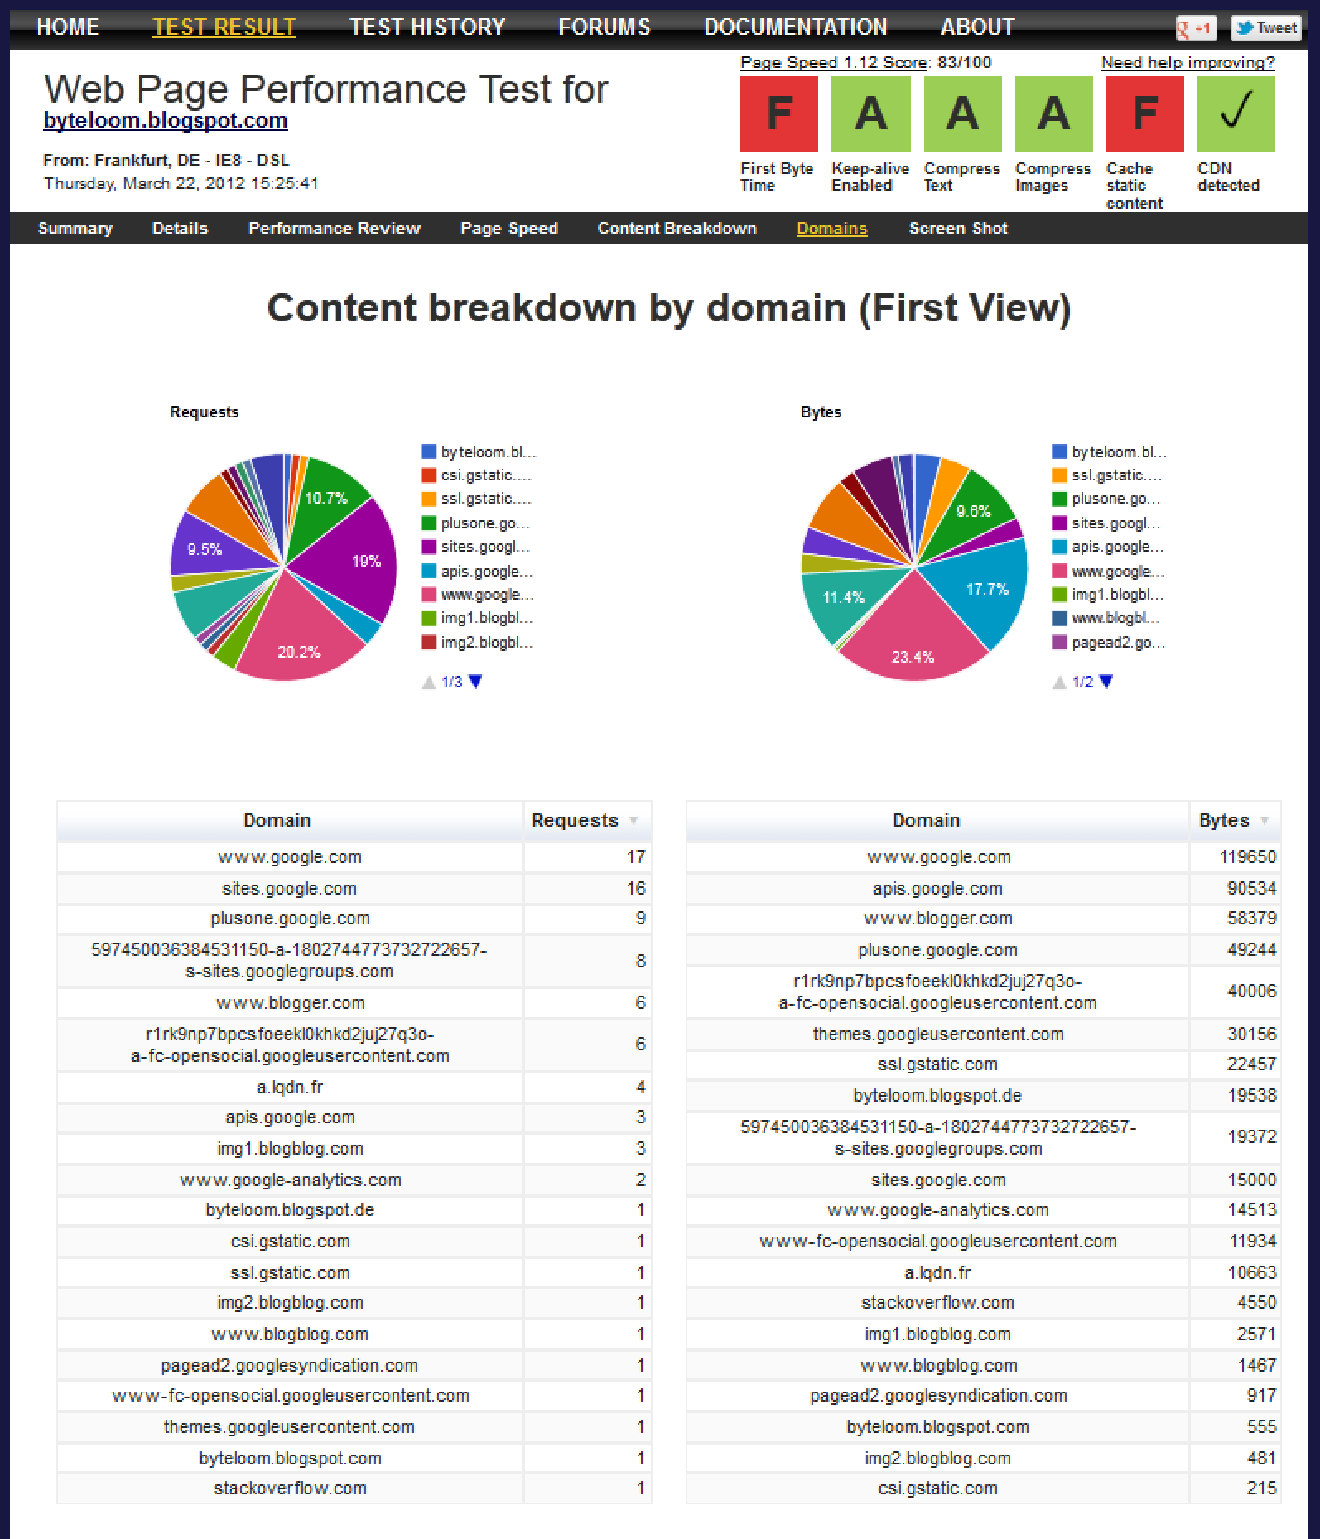 HOME TEST RESULT TEST HISTORY FORUMS DOCUMENTATION ABOUT +1 Tweet
Web Page Performance Test for
byteloom.blogspot.com
From: Frankfurt, DE - IE8 - DSL
Thursday, March 22, 2012 15:25:41
Page Speed 1.12 Score: 83/100 Need help improving?
F A A A F ✓
First Byte Time
Keep-alive Enabled
Compress Text
Compress Images
Cache static content
CDN detected
Summary Details Performance Review Page Speed Content Breakdown Domains Screen Shot
Content breakdown by domain (First View)
Requests
10.7%
19%
20.2%
9.5%
byteloom.bl...
csi.gstatic....
ssl.gstatic....
plusone.go...
sites.googl...
apis.google...
www.google...
img1.blogbl...
img2.blogbl...
1/3
Bytes
9.6%
17.7%
23.4%
11.4%
byteloom.bl...
ssl.gstatic....
plusone.go...
sites.googl...
apis.google...
www.google...
img1.blogbl...
www.blogbl...
pagead2.go...
1/2
Domain Requests
www.google.com 17
sites.google.com 16
plusone.google.com 9
597450036384531150-a-1802744773732722657-
s-sites.googlegroups.com 8
www.blogger.com 6
r1rk9np7bpcsfoeekl0khkd2juj27q3o-
a-fc-opensocial.googleusercontent.com 6
a.lqdn.fr 4
apis.google.com 3
img1.blogblog.com 3
www.google-analytics.com 2
byteloom.blogspot.de 1
csi.gstatic.com 1
ssl.gstatic.com 1
img2.blogblog.com 1
www.blogblog.com 1
pagead2.googlesyndication.com 1
www-fc-opensocial.googleusercontent.com 1
themes.googleusercontent.com 1
byteloom.blogspot.com 1
stackoverflow.com 1
Domain Bytes
www.google.com 119650
apis.google.com 90534
www.blogger.com 58379
plusone.google.com 49244
r1rk9np7bpcsfoeekl0khkd2juj27q3o-
a-fc-opensocial.googleusercontent.com 40006
themes.googleusercontent.com 30156
ssl.gstatic.com 22457
byteloom.blogspot.de 19538
597450036384531150-a-1802744773732722657-
s-sites.googlegroups.com 19372
sites.google.com 15000
www.google-analytics.com 14513
www-fc-opensocial.googleusercontent.com 11934
a.lqdn.fr 10663
stackoverflow.com 4550
img1.blogblog.com 2571
www.blogblog.com 1467
pagead2.googlesyndication.com 917
byteloom.blogspot.com 555
img2.blogblog.com 481
csi.gstatic.com 215